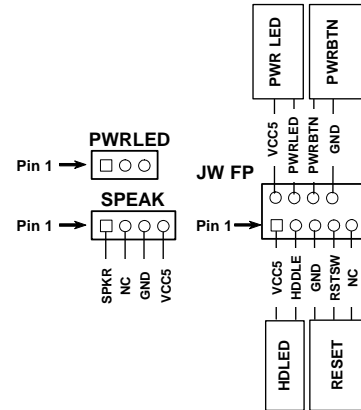 PWR LED
PWRBTN
VCC5
PWRLED
PWRBTN
GND
PWRLED
Pin 1
JW FP
SPEAK
Pin 1
Pin 1
SPKR
NC
GND
VCC5
VCC5
HDDLE
GND
RSTSW
NC
HDLED
RESET